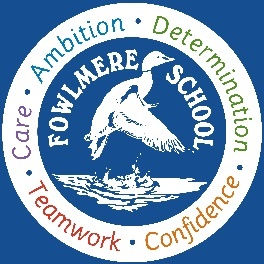 Care • Ambition • Determination • Confidence • Teamwork •
FOWLMERE SCHOOL